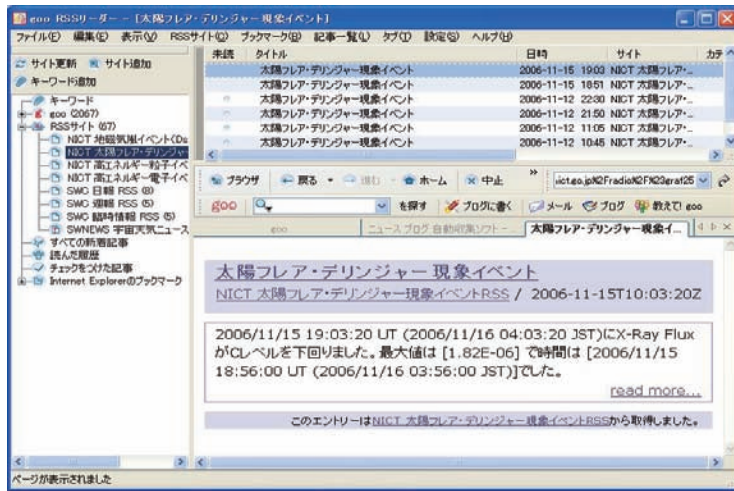 goo RSSリーダー - [太陽フレア・デリンジャー現象イベント]
ファイル(F) 編集(E) 表示(V) RSSサイト(C) ブックマーク(B) 記事一覧(L) タブ(T) 設定(S) ヘルプ(H)
サイト更新 サイト追加
キーワード追加
キーワード
goo (2067)
RSSサイト (67)
NICT 地磁気嵐イベント(Ds
NICT 太陽フレア・デリンジャー
NICT 高エネルギー粒子イベ
NICT 高エネルギー電子イベ
SWC 日報 RSS (8)
SWC 週報 RSS (5)
SWC 臨時情報 RSS (6)
SWNEWS 宇宙天気ニュース
すべての新着記事
読んだ履歴
チェックをつけた記事
Internet Explorerのブックマーク
未読 タイトル 日時 サイト カテ
太陽フレア・デリンジャー現象イベント 2006-11-15 19:03 NICT 太陽フレア・...
太陽フレア・デリンジャー現象イベント 2006-11-15 18:51 NICT 太陽フレア・...
太陽フレア・デリンジャー現象イベント 2006-11-12 22:30 NICT 太陽フレア・...
太陽フレア・デリンジャー現象イベント 2006-11-12 21:50 NICT 太陽フレア・...
太陽フレア・デリンジャー現象イベント 2006-11-12 11:05 NICT 太陽フレア・...
太陽フレア・デリンジャー現象イベント 2006-11-12 10:45 NICT 太陽フレア・...
ブラウザ 戻る 進む ホーム 中止 »
goo を探す ブログに書く メール ブログ 教えて! goo
goo ニュース ブログ 自動収集ソフト - ... 太陽フレア・デリンジャー現象イ...
太陽フレア・デリンジャー 現象イベント
NICT 太陽フレア・デリンジャー現象イベントRSS / 2006-11-15T10:03:20Z
2006/11/15 19:03:20 UT (2006/11/16 04:03:20 JST)にX-Ray Flux
がCレベルを下回りました。最大値は [1.82E-06] で時間は [2006/11/15
18:56:00 UT (2006/11/16 03:56:00 JST)]でした。
read more...
このエントリーはNICT 太陽フレア・デリンジャー現象イベントRSSから取得しました。
ページが表示されました